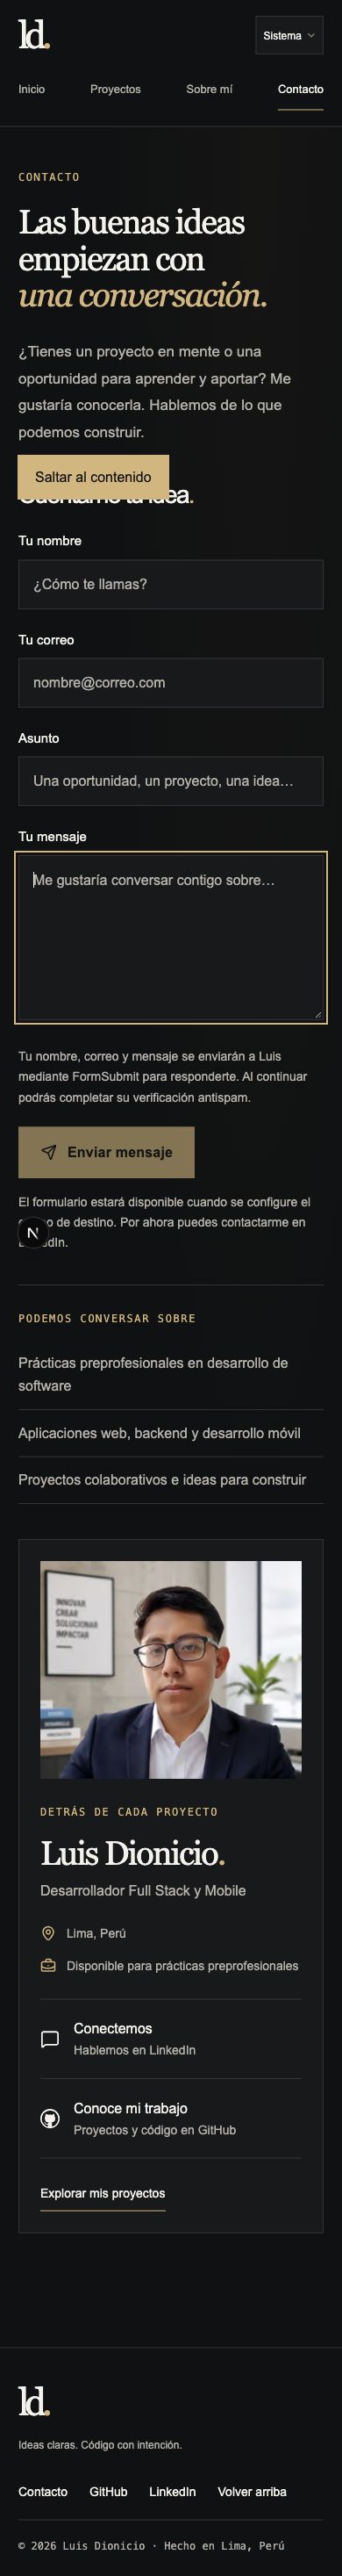 ld.
Sistema
Inicio
Proyectos
Sobre mí
Contacto
CONTACTO
Las buenas ideas
empiezan con
una conversación.
¿Tienes un proyecto en mente o una
oportunidad para aprender y aportar? Me
gustaría conocerla. Hablemos de lo que
podemos construir.
Saltar al contenido
idea.
Tu nombre
¿Cómo te llamas?
Tu correo
nombre@correo.com
Asunto
Una oportunidad, un proyecto, una idea…
Tu mensaje
Me gustaría conversar contigo sobre…
Tu nombre, correo y mensaje se enviarán a Luis
mediante FormSubmit para responderte. Al continuar
podrás completar su verificación antispam.
Enviar mensaje
El formulario estará disponible cuando se configure el
de destino. Por ahora puedes contactarme en
N
PODEMOS CONVERSAR SOBRE
Prácticas preprofesionales en desarrollo de
software
Aplicaciones web, backend y desarrollo móvil
Proyectos colaborativos e ideas para construir
INNOVAR
CREAR
SOLUCIONAR
IMPACTAR
DETRÁS DE CADA PROYECTO
Luis Dionicio.
Desarrollador Full Stack y Mobile
Lima, Perú
Disponible para prácticas preprofesionales
Conectemos
Hablemos en LinkedIn
Conoce mi trabajo
Proyectos y código en GitHub
Explorar mis proyectos
ld.
Ideas claras. Código con intención.
Contacto
GitHub
LinkedIn
Volver arriba
© 2026 Luis Dionicio · Hecho en Lima, Perú